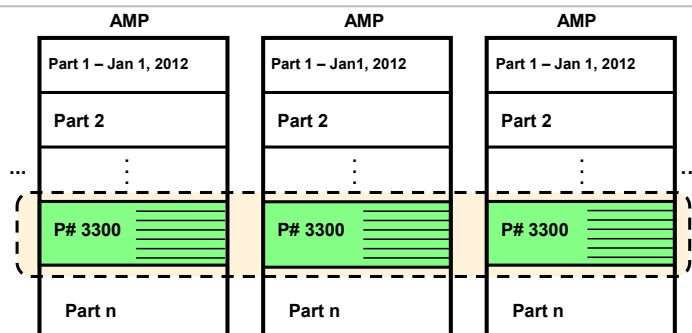 AMP AMP AMP
Part 1 – Jan 1, 2012 Part 1 – Jan1, 2012 Part 1 – Jan 1, 2012
Part 2 Part 2 Part 2
... ...
P# 3300 P# 3300 P# 3300
Part n Part n Part n